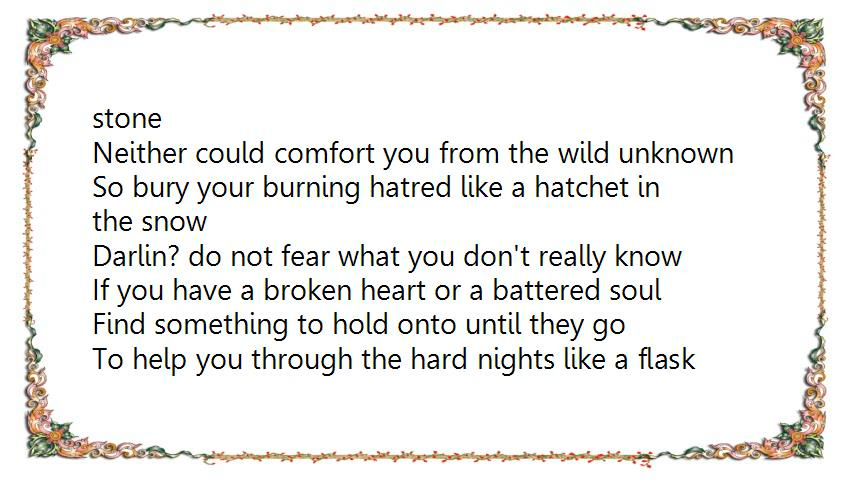 stone
Neither could comfort you from the wild unknown
So bury your burning hatred like a hatchet in
the snow
Darlin? do not fear what you don't really know
If you have a broken heart or a battered soul
Find something to hold onto until they go
To help you through the hard nights like a flask